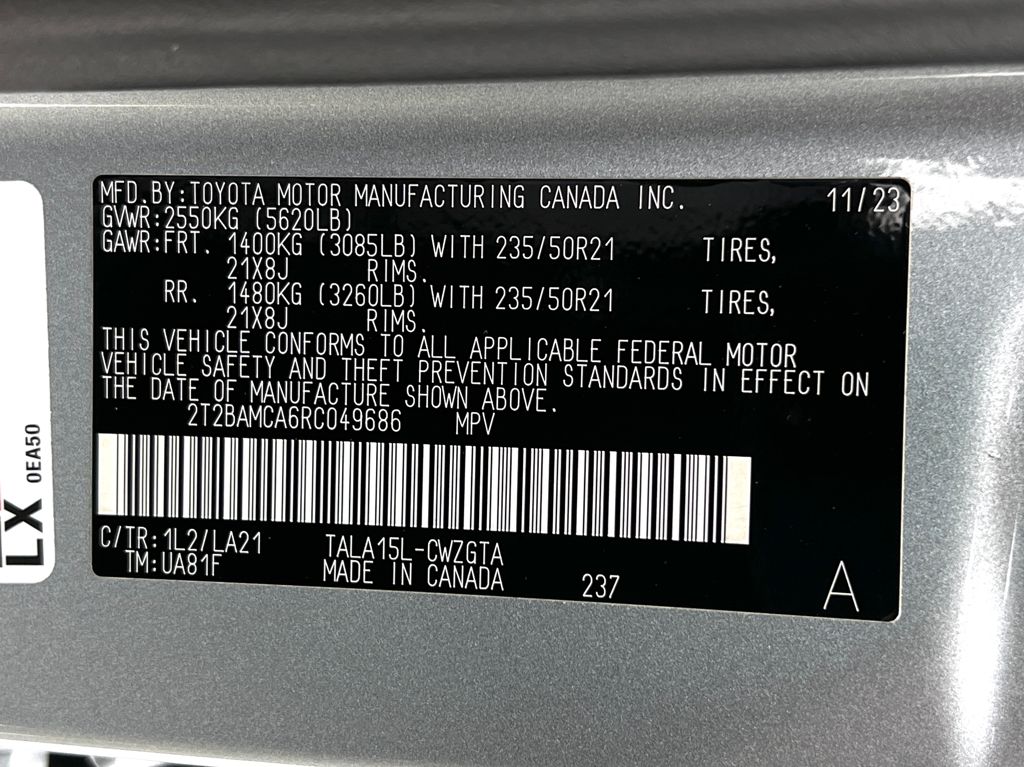 MFD.BY:TOYOTA MOTOR MANUFACTURING CANADA INC. 11/23
GVWR:2550KG (5620LB)
GAWR:FRT. 1400KG (3085LB) WITH 235/50R21 TIRES,
21X8J RIMS.
RR. 1480KG (3260LB) WITH 235/50R21 TIRES,
21X8J RIMS.
THIS VEHICLE CONFORMS TO ALL APPLICABLE FEDERAL MOTOR
VEHICLE SAFETY AND THEFT PREVENTION STANDARDS IN EFFECT ON
THE DATE OF MANUFACTURE SHOWN ABOVE.
2T2BAMCA6RC049686 MPV
C/TR:1L2/LA21 TALA15L-CWZGTA
TM:UA81F MADE IN CANADA 237 A
LX 0EA50